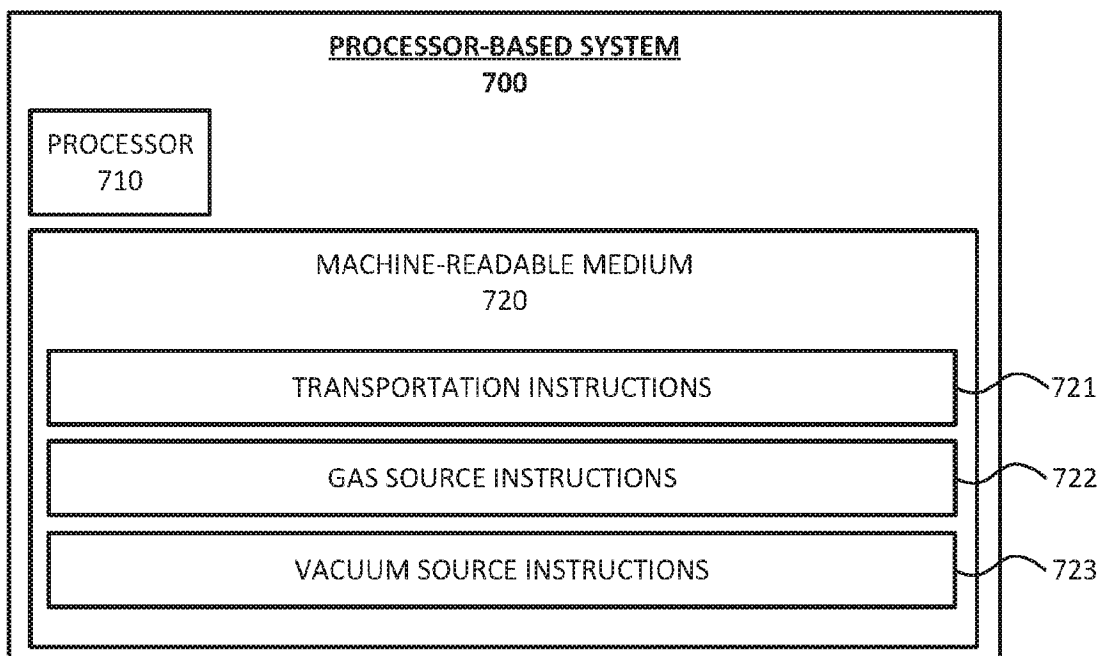 PROCESSOR-BASED SYSTEM
700
PROCESSOR
710
MACHINE-READABLE MEDIUM
720
TRANSPORTATION INSTRUCTIONS
721
GAS SOURCE INSTRUCTIONS
722
VACUUM SOURCE INSTRUCTIONS
723